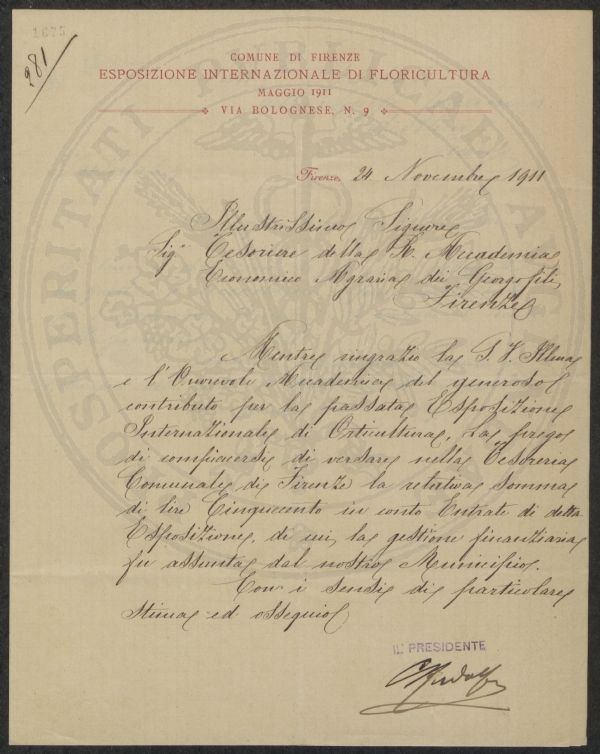 1675
281
COMUNE DI FIRENZE
ESPOSIZIONE INTERNAZIONALE DI FLORICULTURA
MAGGIO 1911
VIA BOLOGNESE, N. 9
Firenze, 24 Novembre 1911
Illustrissimo Signore
Sigr Tesoriere della R. Accademia
Economico Agraria dei Georgofili
Firenze
Mentre ringrazio la S. V. Illma
e l'Onorevole Accademia del generoso
contributo per la passata Esposizione
Internazionale di Orticultura, La prego
di compiacersi di versare nella Tesoreria
Comunale di Firenze la relativa somma
di lire Cinquecento in conto Entrate di detta
Esposizione, di cui la gestione finanziaria
fu assunta dal nostro Municipio.
Con i sensi di particolare
stima ed ossequio
IL PRESIDENTE
PROSPERITATI PUBLICAE